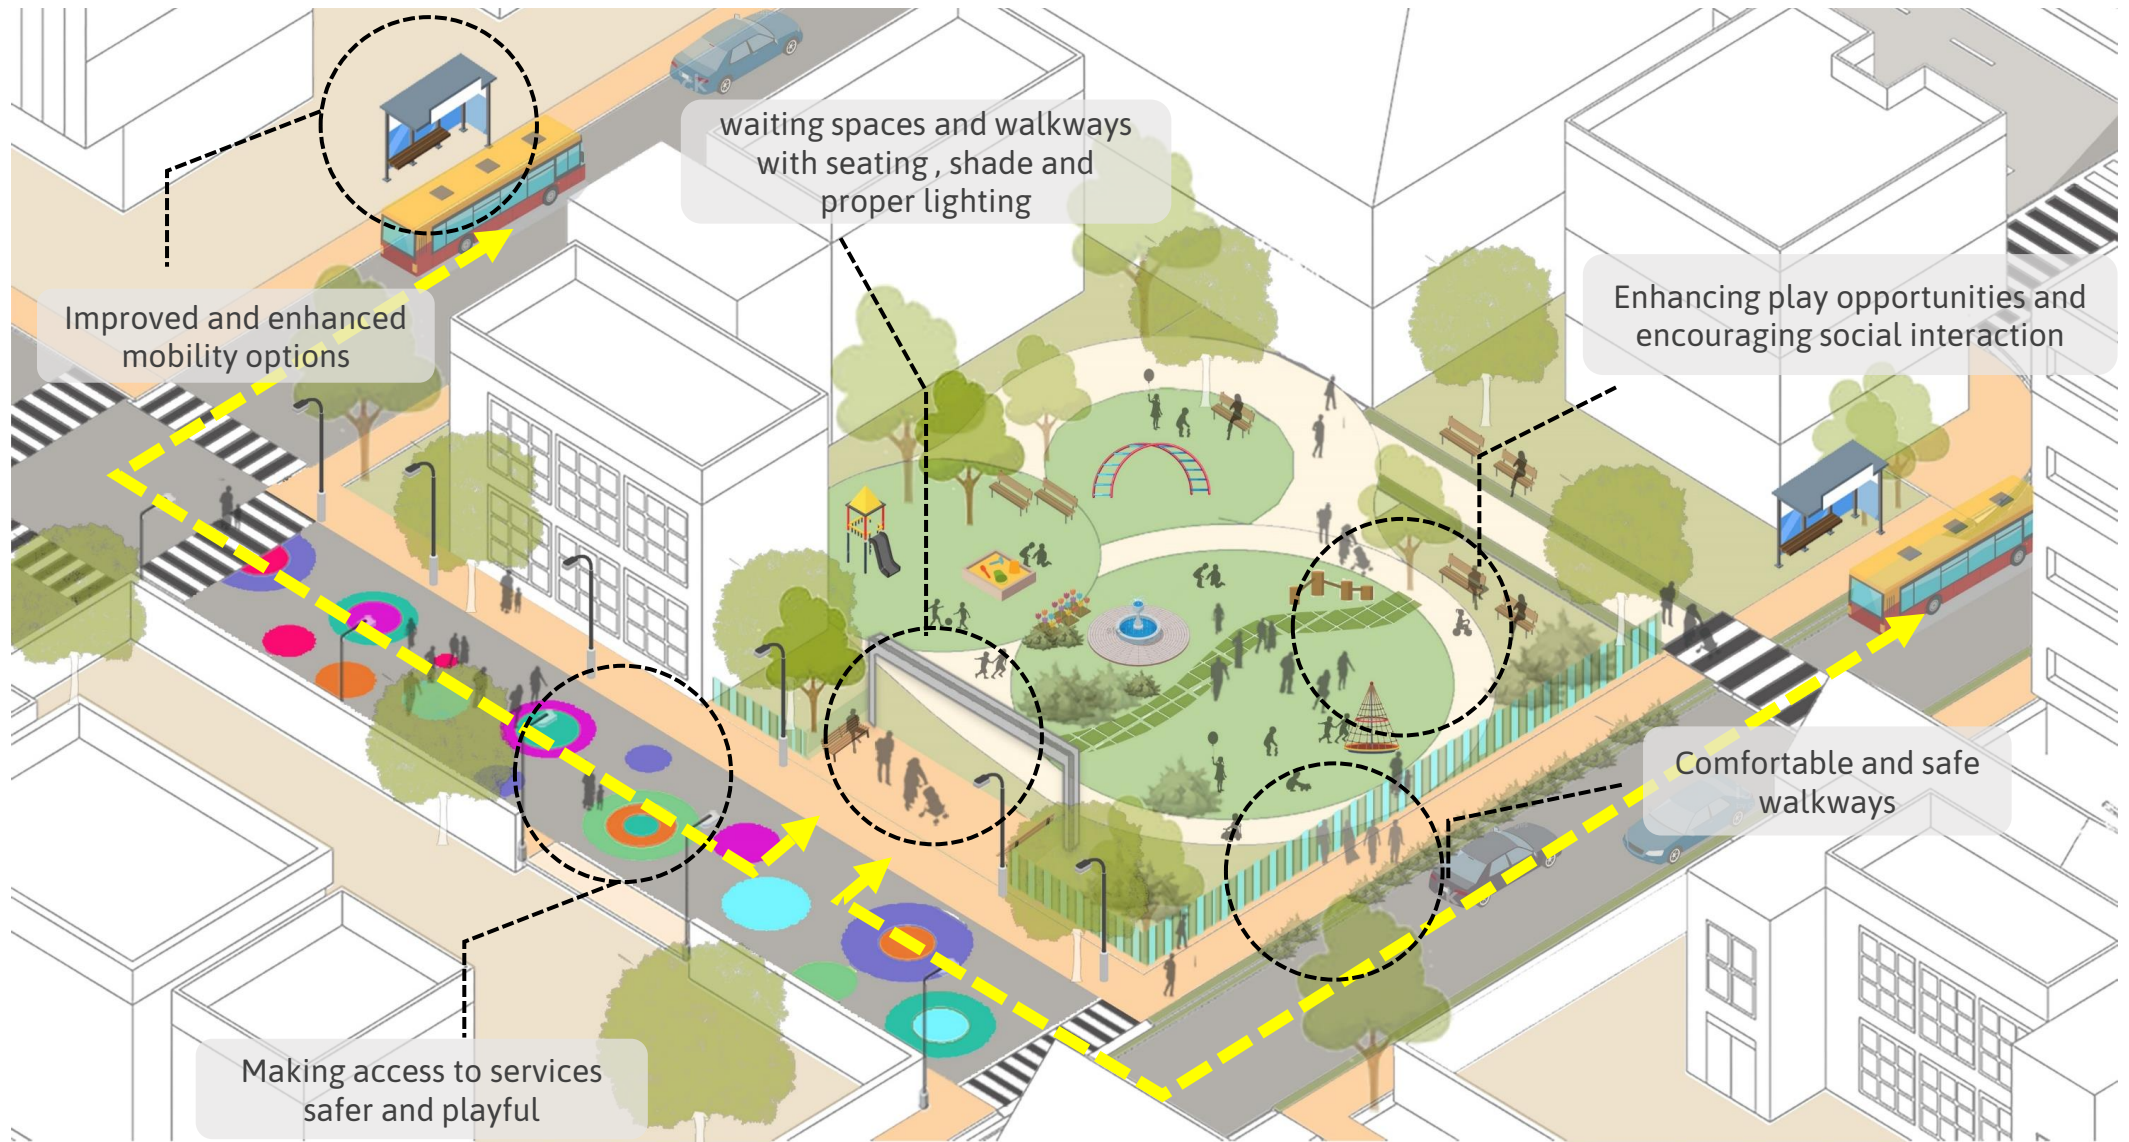 waiting spaces and walkways
with seating , shade and
proper lighting
Improved and enhanced
mobility options
Enhancing play opportunities and
encouraging social interaction
Comfortable and safe
walkways
Making access to services
safer and playful